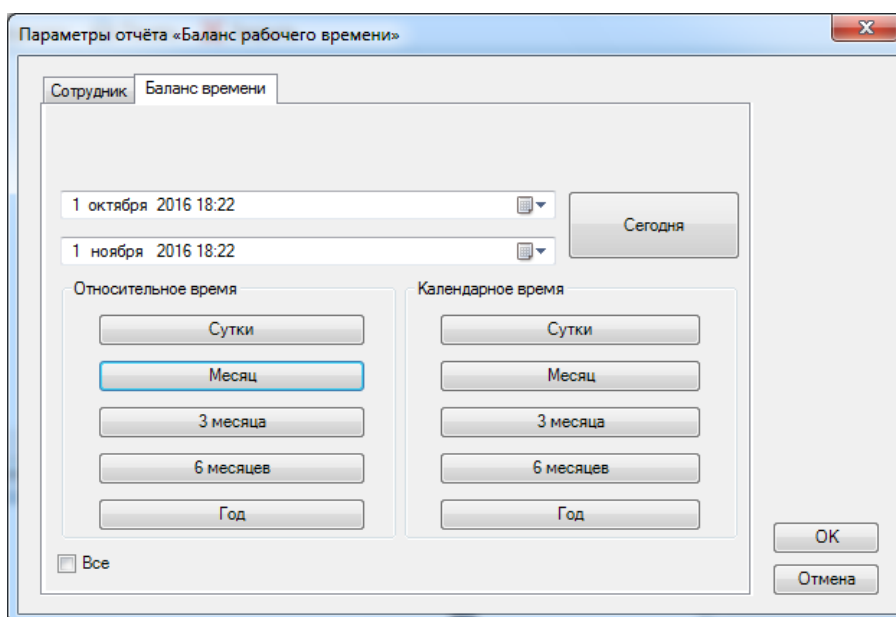 Параметры отчёта «Баланс рабочего времени»
Сотрудник Баланс времени
1 октября 2016 18:22
Сегодня
1 ноября 2016 18:22
Относительное время Календарное время
Сутки Сутки
Месяц Месяц
3 месяца 3 месяца
6 месяцев 6 месяцев
Год Год
OK
Все
Отмена